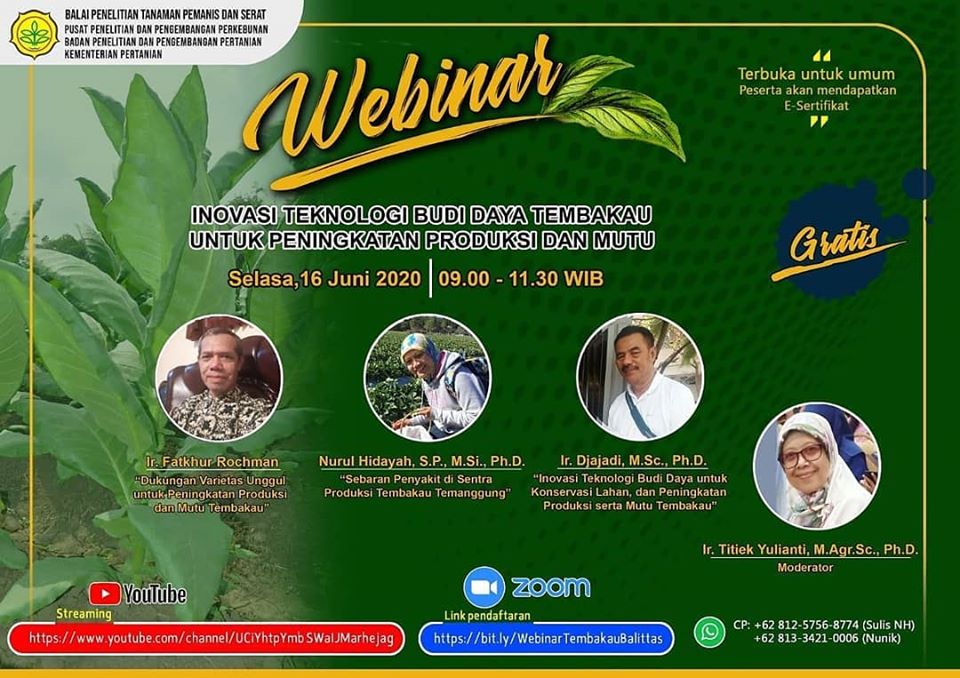 BALAI PENELITIAN TANAMAN PEMANIS DAN SERAT
PUSAT PENELITIAN DAN PENGEMBANGAN PERKEBUNAN
BADAN PENELITIAN DAN PENGEMBANGAN PERTANIAN
KEMENTERIAN PERTANIAN
Webinar
“
Terbuka untuk umum
Peserta akan mendapatkan
E-Sertifikat
”
INOVASI TEKNOLOGI BUDI DAYA TEMBAKAU
UNTUK PENINGKATAN PRODUKSI DAN MUTU
Gratis
Selasa,16 Juni 2020 | 09.00 - 11.30 WIB
Ir. Fatkhur Rochman
“Dukungan Varietas Unggul
untuk Peningkatan Produksi
dan Mutu Tembakau”
Nurul Hidayah, S.P., M.Si., Ph.D.
“Sebaran Penyakit di Sentra
Produksi Tembakau Temanggung”
Ir. Djajadi, M.Sc., Ph.D.
“Inovasi Teknologi Budi Daya untuk
Konservasi Lahan, dan Peningkatan
Produksi serta Mutu Tembakau”
Ir. Titiek Yulianti, M.Agr.Sc., Ph.D.
Moderator
YouTube
Streaming
https://www.youtube.com/channel/UCiYhtpYmbSWaIJMarhejag
zoom
Link pendaftaran
https://bit.ly/WebinarTembakauBalittas
CP: +62 812-5756-8774 (Sulis NH)
+62 813-3421-0006 (Nunik)